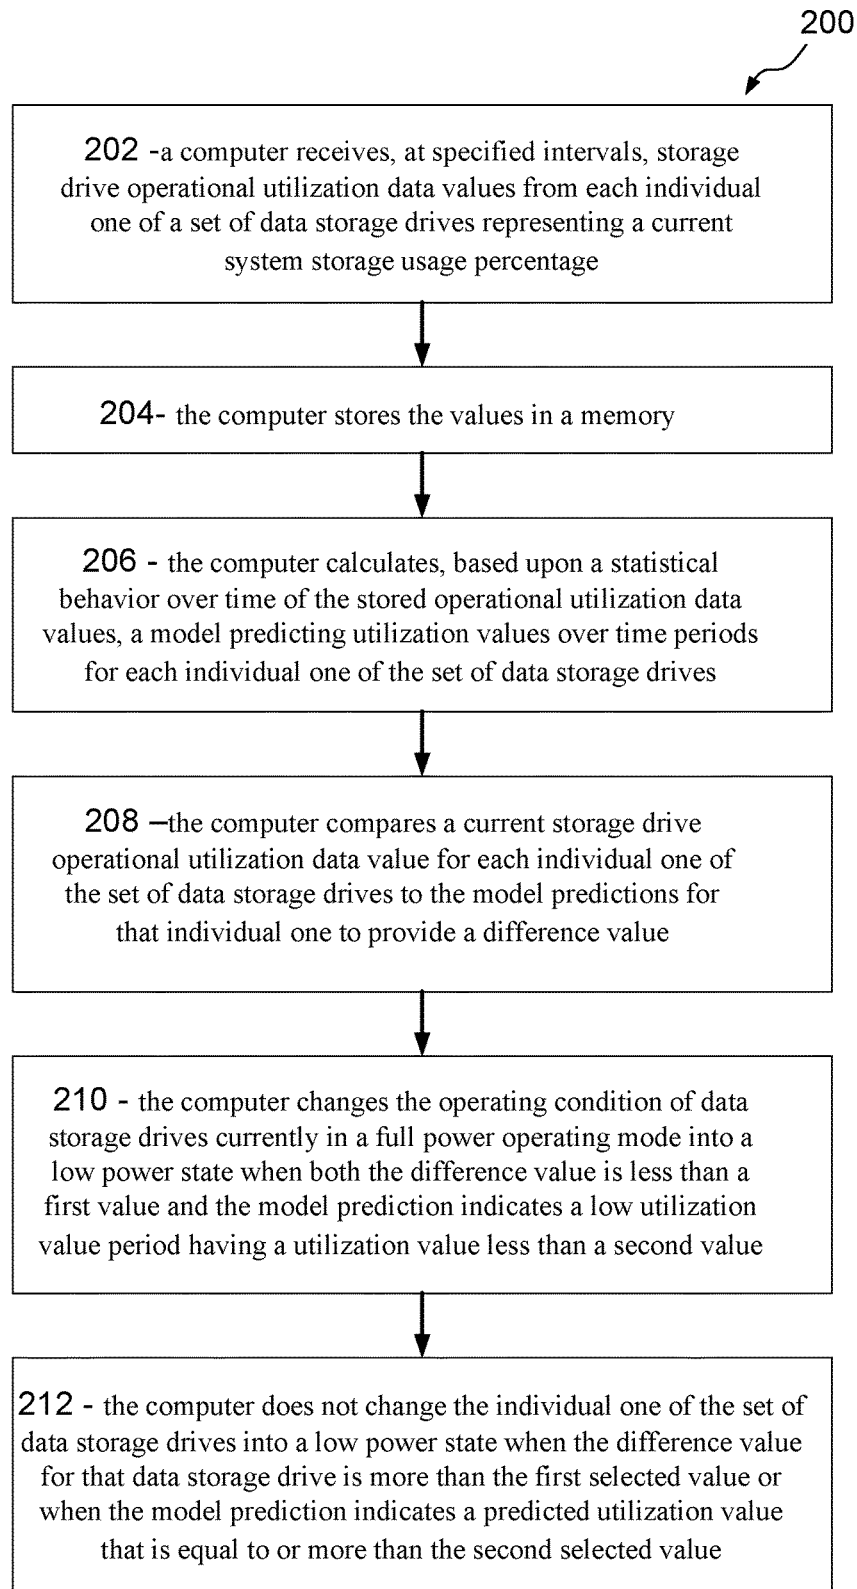 200
202 -a computer receives, at specified intervals, storage
drive operational utilization data values from each individual
one of a set of data storage drives representing a current
system storage usage percentage
204- the computer stores the values in a memory
206 - the computer calculates, based upon a statistical
behavior over time of the stored operational utilization data
values, a model predicting utilization values over time periods
for each individual one of the set of data storage drives
208 –the computer compares a current storage drive
operational utilization data value for each individual one of
the set of data storage drives to the model predictions for
that individual one to provide a difference value
210 - the computer changes the operating condition of data
storage drives currently in a full power operating mode into a
low power state when both the difference value is less than a
first value and the model prediction indicates a low utilization
value period having a utilization value less than a second value
212 - the computer does not change the individual one of the set of
data storage drives into a low power state when the difference value
for that data storage drive is more than the first selected value or
when the model prediction indicates a predicted utilization value
that is equal to or more than the second selected value